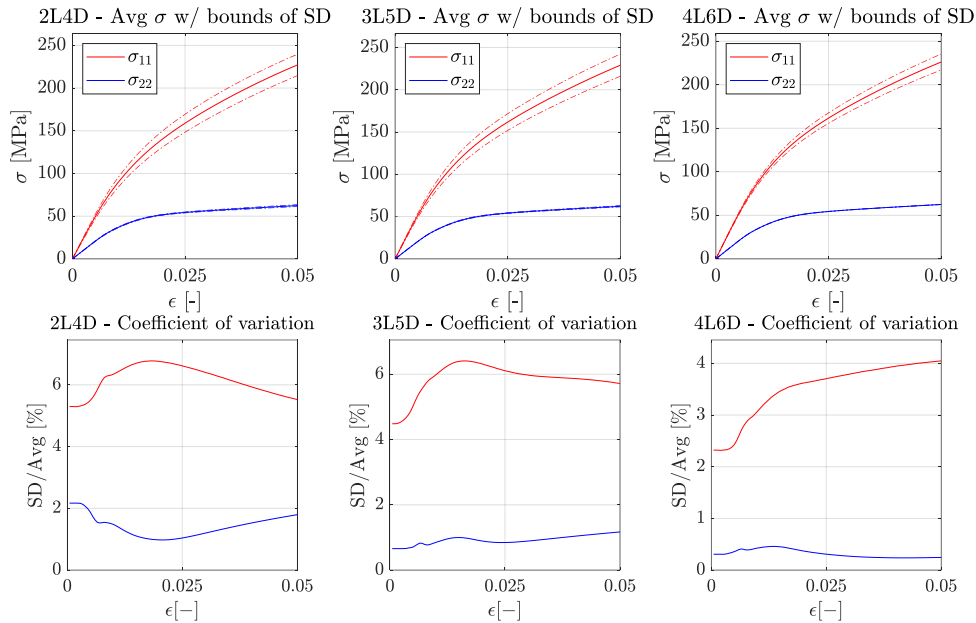 2L4D - Avg σ w/ bounds of SD
250
200
150
100
50
0
σ [MPa]
σ11
σ22
0
0.025
0.05
ϵ [-]
3L5D - Avg σ w/ bounds of SD
250
200
150
100
50
0
σ [MPa]
σ11
σ22
0
0.025
0.05
ϵ [-]
4L6D - Avg σ w/ bounds of SD
250
200
150
100
50
0
σ [MPa]
σ11
σ22
0
0.025
0.05
ϵ [-]
2L4D - Coefficient of variation
6
4
2
0
SD/Avg [%]
0
0.025
0.05
ϵ[−]
3L5D - Coefficient of variation
6
4
2
0
SD/Avg [%]
0
0.025
0.05
ϵ[−]
4L6D - Coefficient of variation
4
3
2
1
0
SD/Avg [%]
0
0.025
0.05
ϵ[−]